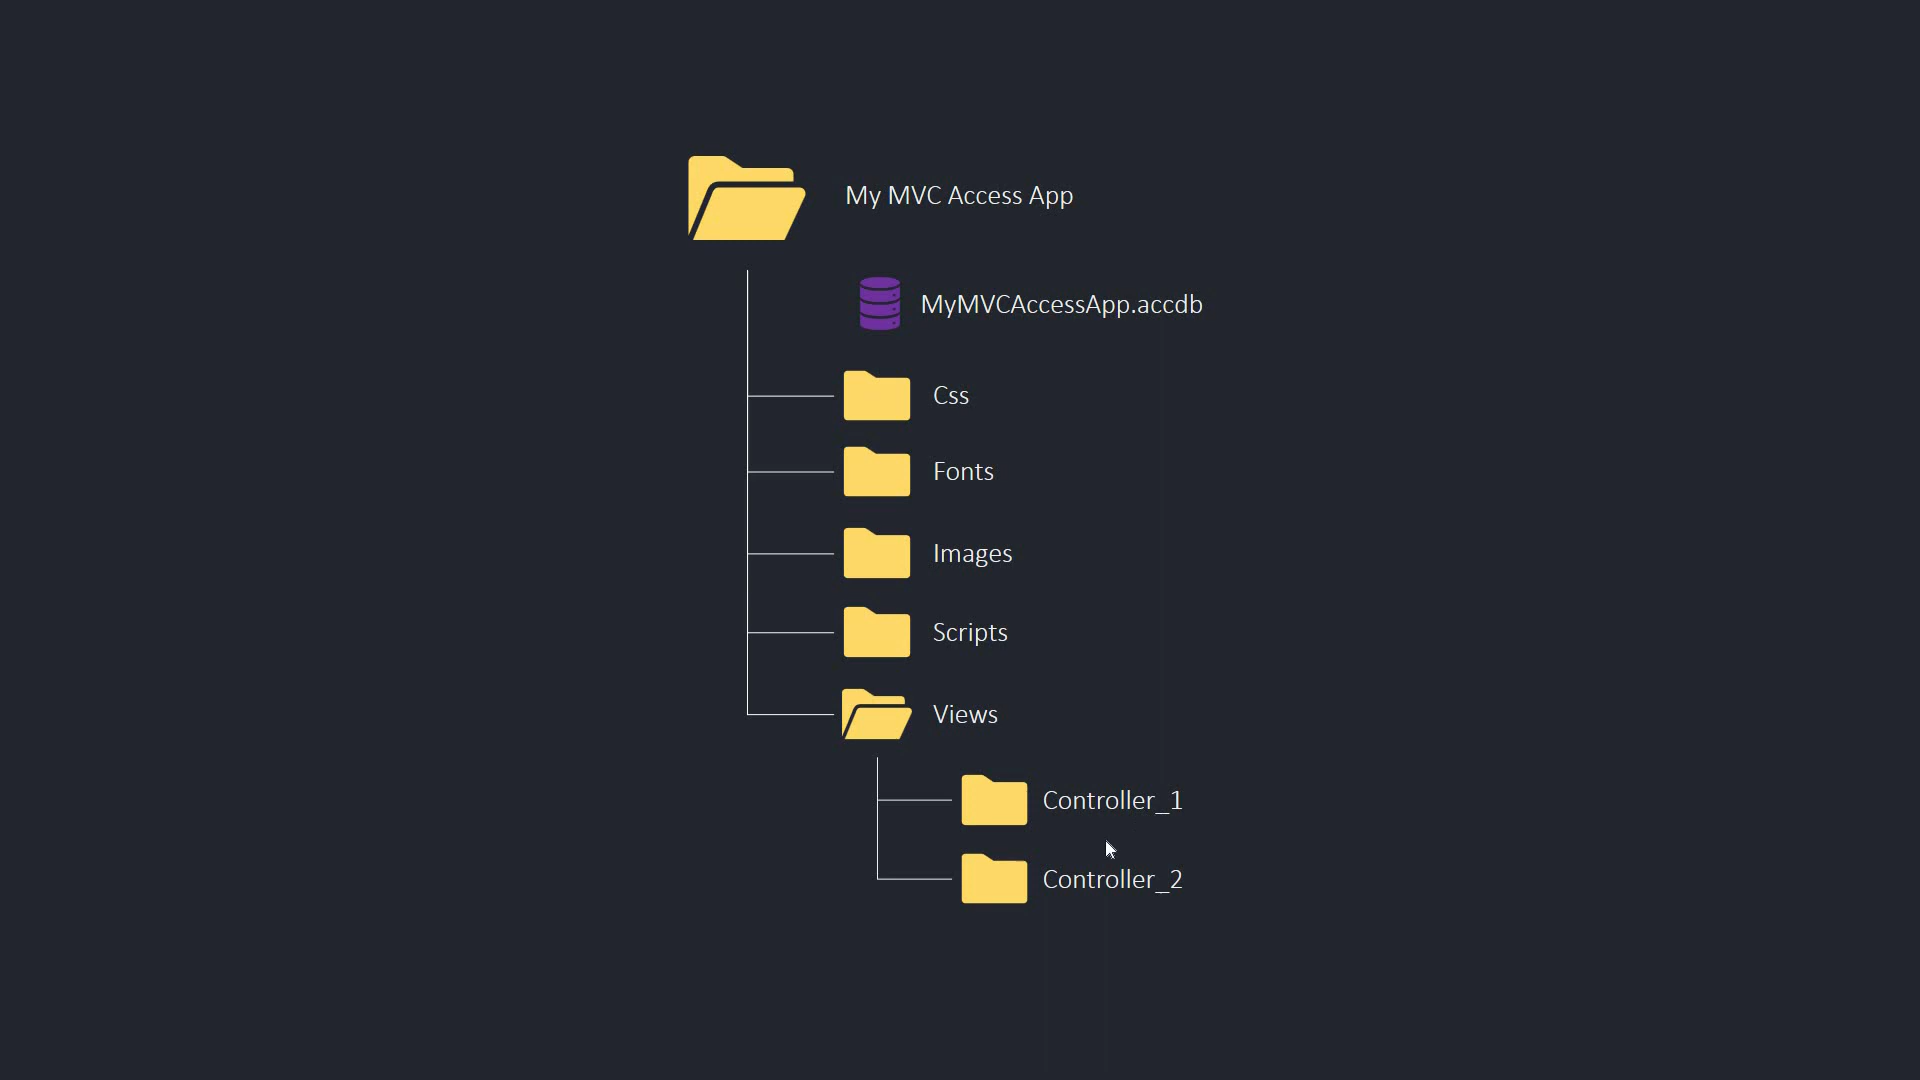 My MVC Access App
MyMVCAccessApp.accdb
Css
Fonts
Images
Scripts
Views
Controller_1
Controller_2